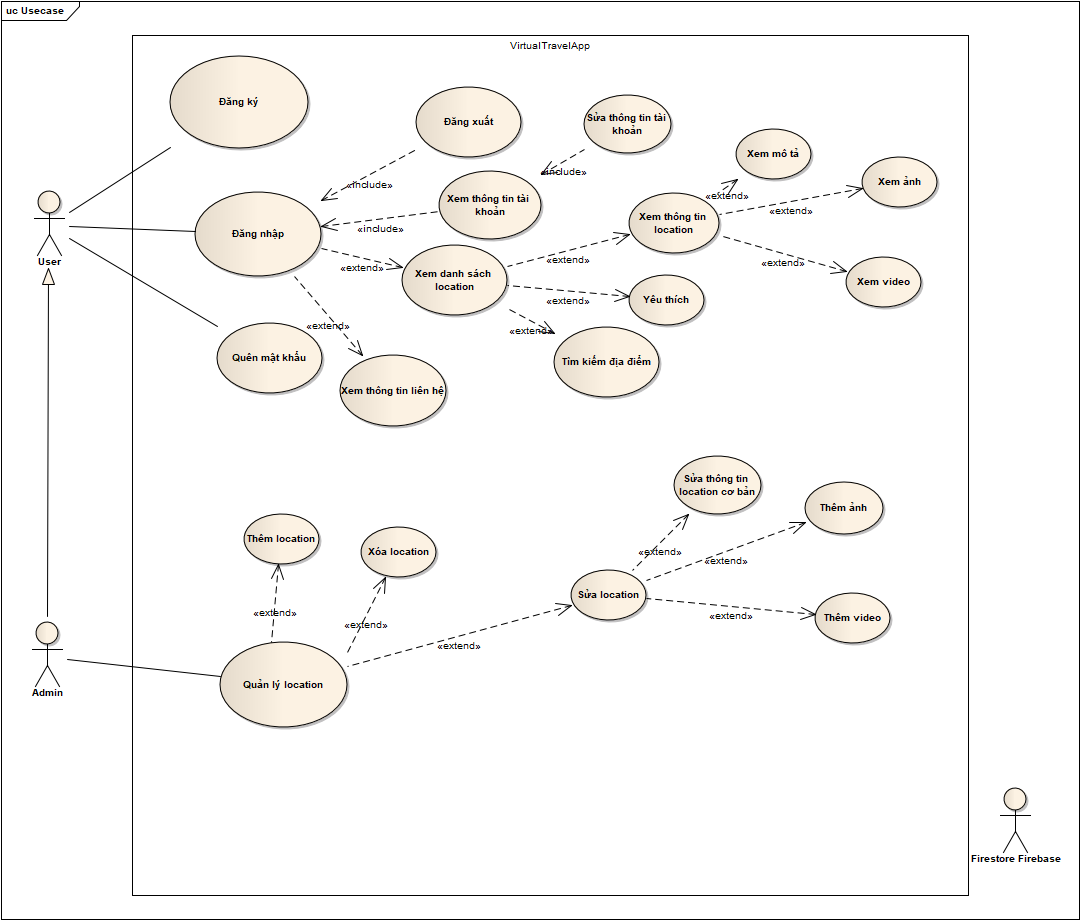 uc Usecase
VirtualTravelApp
Đăng ký
Đăng xuất
Sửa thông tin tài
khoản
Xem mô tả
Xem ảnh
«include»
«include»
Xem thông tin tài
khoản
«extend»
«extend»
Xem thông tin
location
Đăng nhập
«include»
User
«extend»
Xem danh sách
location
«extend»
«extend»
Xem video
«extend»
Yêu thích
«extend»
«extend»
Quên mật khẩu
Tìm kiếm địa điểm
Xem thông tin liên hệ
Sửa thông tin
location cơ bản
Thêm ảnh
Thêm location
Xóa location
«extend»
«extend»
Sửa location
«extend»
«extend»
«extend»
Thêm video
«extend»
Quản lý location
Admin
Firestore Firebase